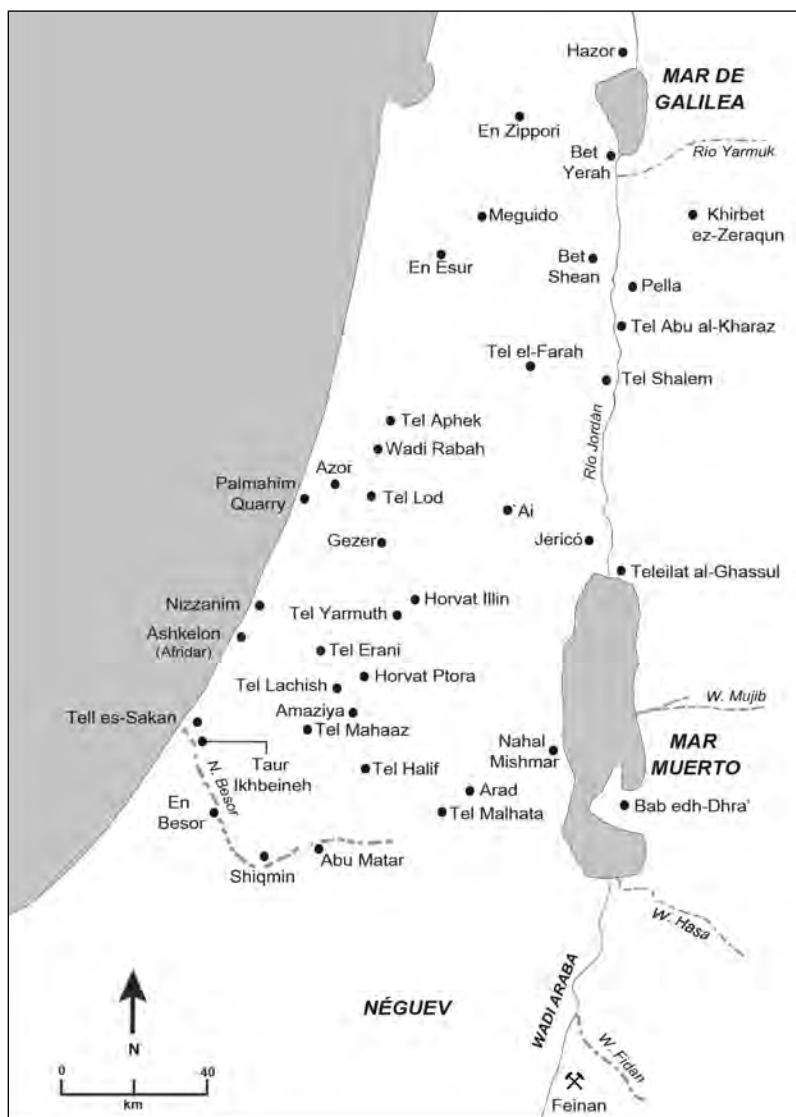 Hazor
MAR DE
GALILEA
En Zippori
Bet
Yerah
Río Yarmuk
Meguido
Khirbet
ez-Zeraqun
En Esur
Bet
Shean
Pella
Tel Abu al-Kharaz
Tel el-Farah
Tel Shalem
Tel Aphek
Río Jordàn
Wadi Rabah
Azor
Palmahim
Quarry
Tel Lod
`Ai
Gezer
Jericó
Teleilat al-Ghassul
Nizzanim
Horvat Illin
Tel Yarmuth
Ashkelon
(Afridar)
Tel Erani
Horvat Ptora
Tel Lachish
Amaziya
Tell es-Sakan
Tel Mahaaz
W. Mujib
Nahal
Mishmar
MAR
MUERTO
Taur
Ikhbeineh
Tel Halif
N. Besor
Arad
En
Besor
Tel Malhata
Bab edh-Dhra'
Abu Matar
Shiqmin
W. Hasa
NÉGUEV
WADI ARABA
N
W. Fidan
0 40
km
Feinan